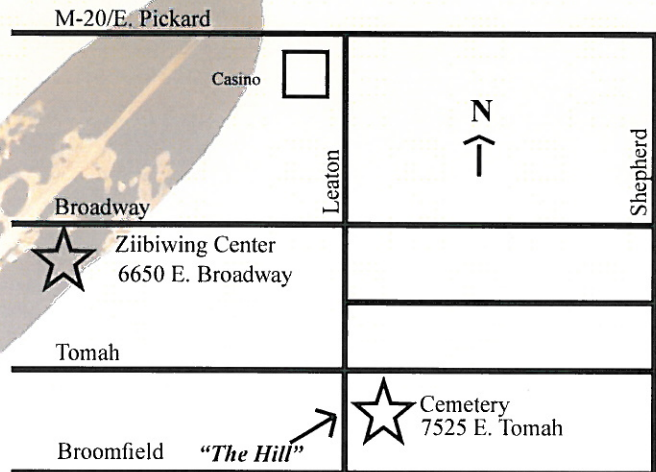 M-20/E. Pickard
Casino
N
Leaton
Shepherd
Broadway
Ziibiwing Center
6650 E. Broadway
Tomah
Cemetery
7525 E. Tomah
Broomfield
“The Hill”